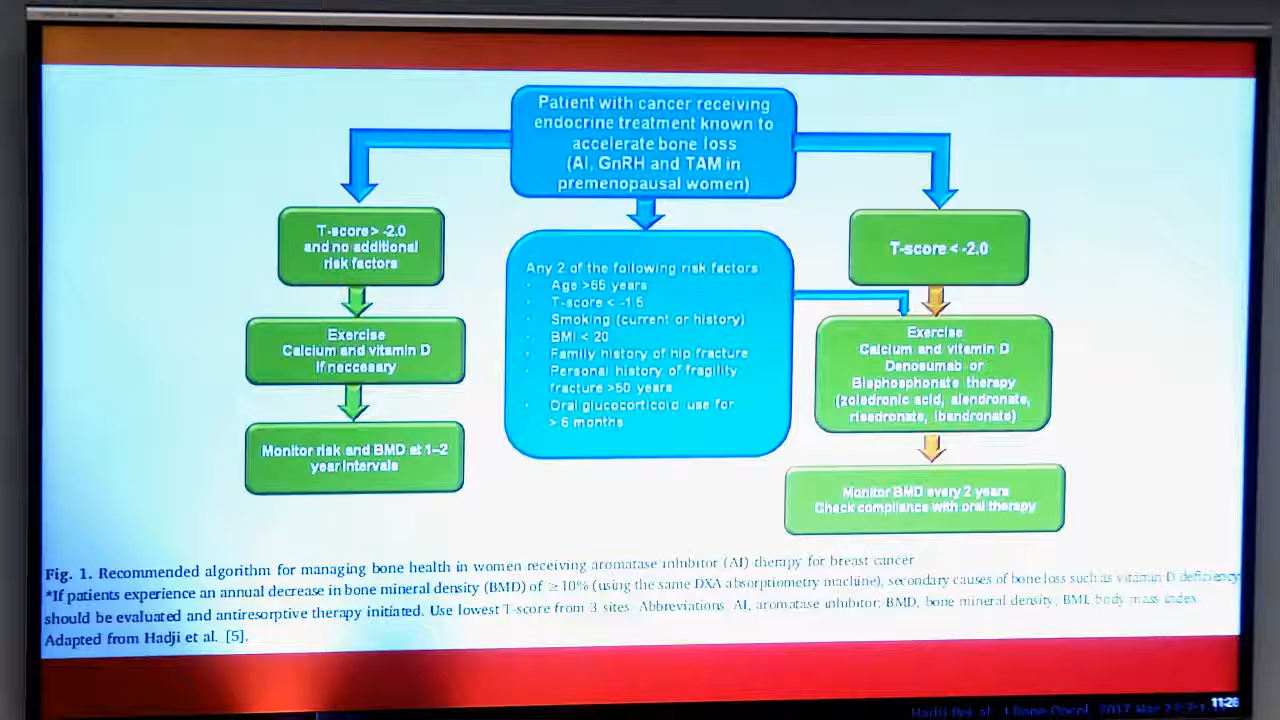 Patient with cancer receiving
endocrine treatment known to
accelerate bone loss
(AI, GnRH and TAM in
premenopausal women)
T-score > -2.0
and no additional
risk factors
Exercise
Calcium and vitamin D
If neccesary
Monitor risk and BMD at 1–2
year intervals
Any 2 of the following risk factors
· Age >65 years
· T-score < -1.5
· Smoking (current or history)
· BMI < 20
· Family history of hip fracture
· Personal history of fragility
fracture >50 years
· Oral glucocorticoid use for
> 6 months
T-score < -2.0
Exercise
Calcium and vitamin D
Denosumab or
Bisphosphonate therapy
(zoledronic acid, alendronate,
risedronate, ibandronate)
Monitor BMD every 2 years
Check compliance with oral therapy
Fig. 1. Recommended algorithm for managing bone health in women receiving aromatase inhibitor (AI) therapy for breast cancer
*If patients experience an annual decrease in bone mineral density (BMD) of ≥10% (using the same DXA absorptiometry machine), secondary causes of bone loss such as vitamin D deficiency
should be evaluated and antiresorptive therapy initiated. Use lowest T-score from 3 sites. Abbreviations: AI, aromatase inhibitor; BMD, bone mineral density; BMI, body mass index.
Adapted from Hadji et al. [5].
Hadji et al. J Bone Oncol. 2017 Mar
11:26